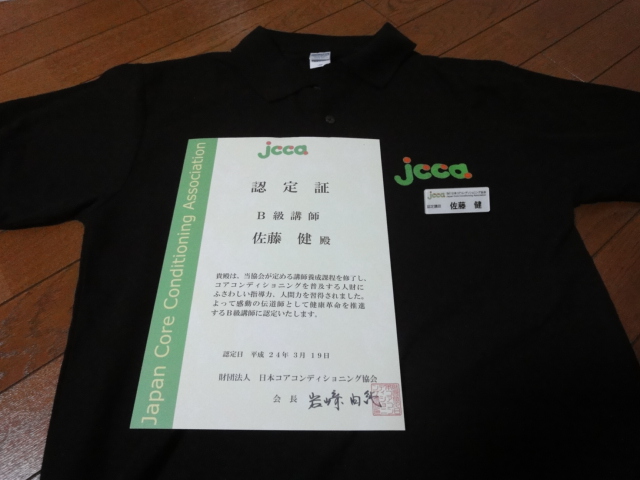 jcca
認定証
B級講師
佐藤 健 殿
貴殿は、当協会が定める講師養成課程を修了し、
コアコンディショニングを普及する人財に
ふさわしい指導力、人間力を習得されました。
よって感動の伝道師として健康革命を推進
するB級講師に認定いたします。
認定日 平成24年3月19日
財団法人 日本コアコンディショニング協会
会長 岩崎由純
Japan Core Conditioning Association
jcca
jcca
佐藤 健